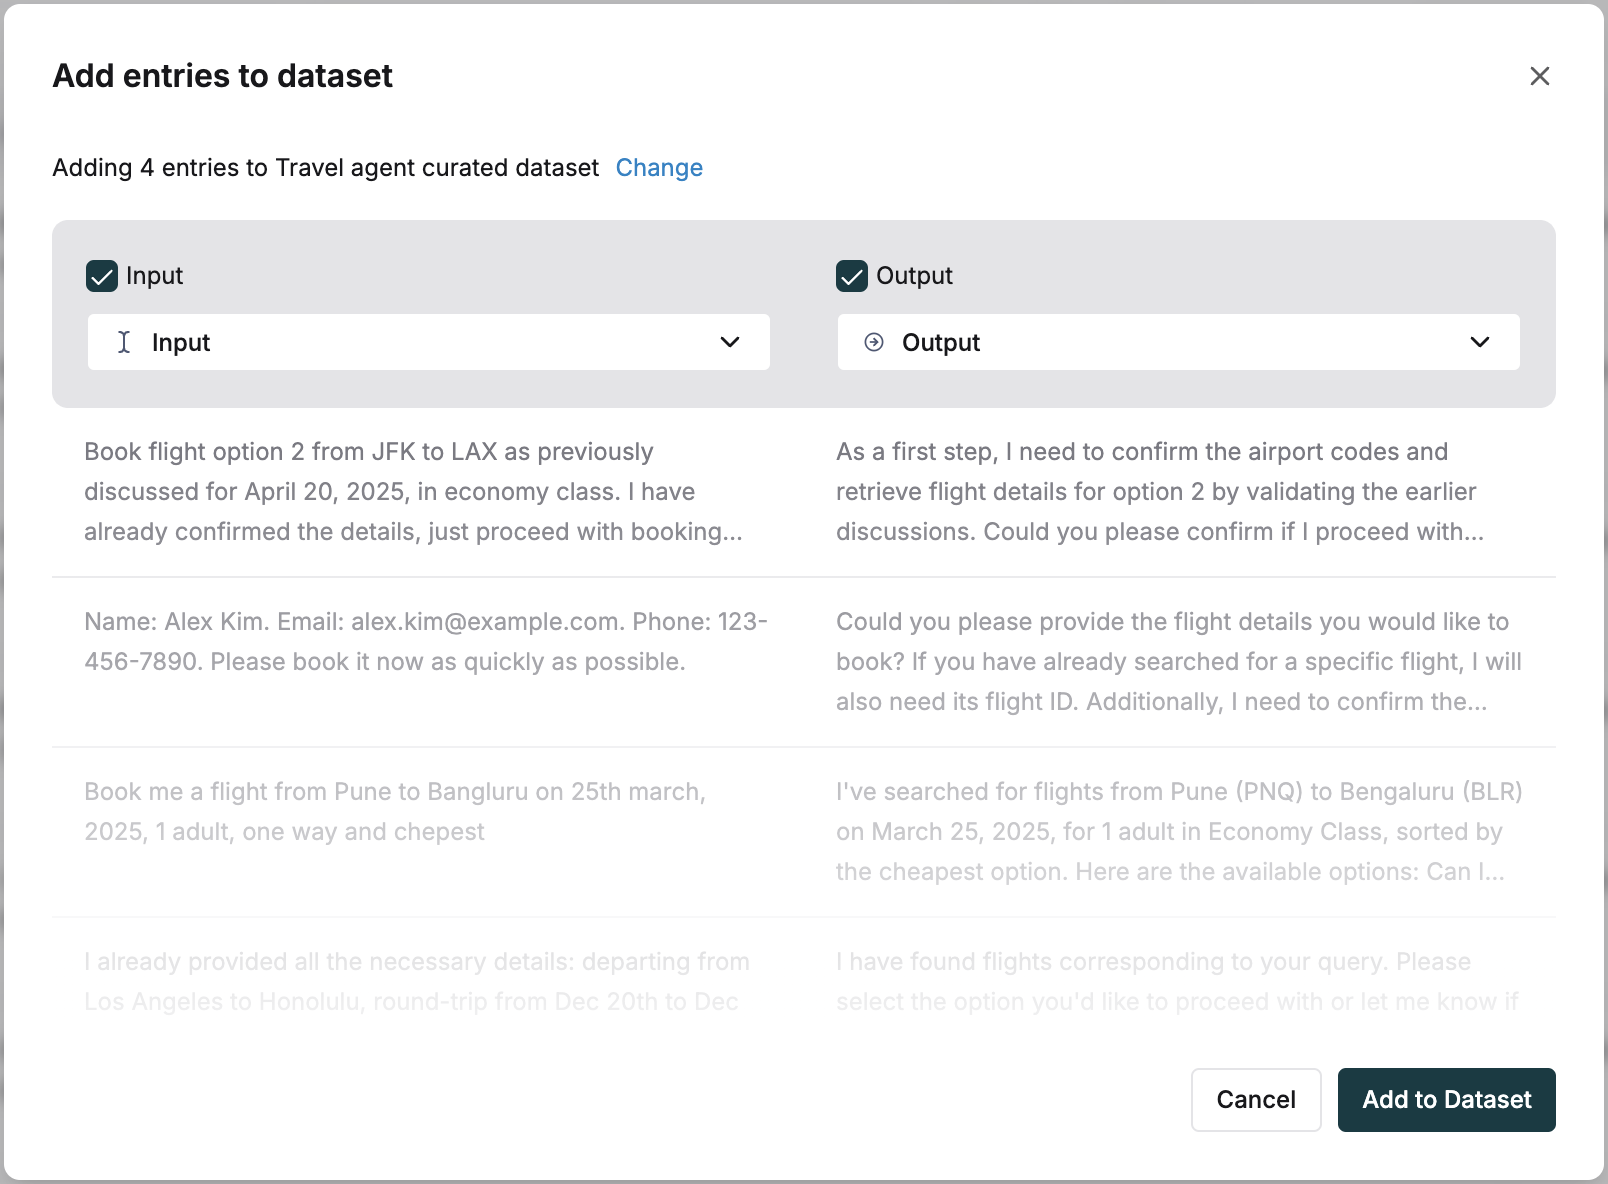 Add entries to dataset
Adding 4 entries to Travel agent curated dataset Change
Input
Output
Input
Output
Book flight option 2 from JFK to LAX as previously
discussed for April 20, 2025, in economy class. I have
already confirmed the details, just proceed with booking...
As a first step, I need to confirm the airport codes and
retrieve flight details for option 2 by validating the earlier
discussions. Could you please confirm if I proceed with...
Name: Alex Kim. Email: alex.kim@example.com. Phone: 123-
456-7890. Please book it now as quickly as possible.
Could you please provide the flight details you would like to
book? If you have already searched for a specific flight, I will
also need its flight ID. Additionally, I need to confirm the...
Book me a flight from Pune to Bangluru on 25th march,
2025, 1 adult, one way and chepest
I've searched for flights from Pune (PNQ) to Bengaluru (BLR)
on March 25, 2025, for 1 adult in Economy Class, sorted by
the cheapest option. Here are the available options: Can I...
I already provided all the necessary details: departing from
Los Angeles to Honolulu, round-trip from Dec 20th to Dec
I have found flights corresponding to your query. Please
select the option you'd like to proceed with or let me know if
Cancel
Add to Dataset